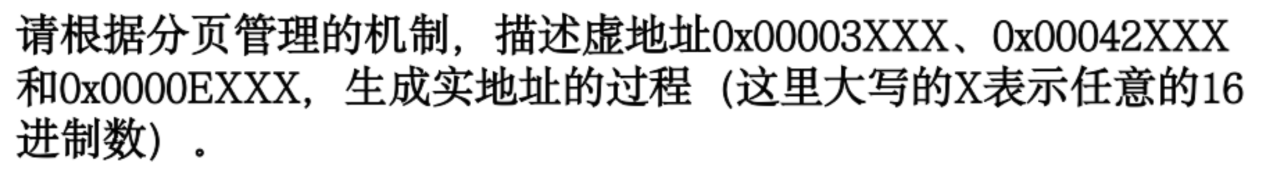 请根据分页管理的机制，描述虚地址0x00003XXX、0x00042XXX
和0x0000EXXX，生成实地址的过程（这里大写的X表示任意的16
进制数）。